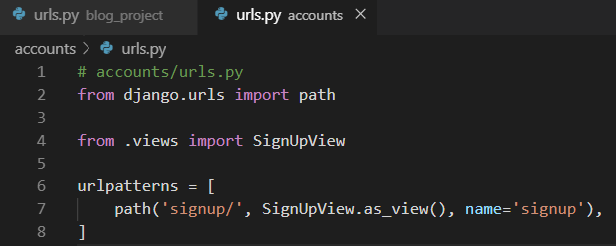 urls.py blog_project urls.py accounts ×
accounts > urls.py
1 # accounts/urls.py
2 from django.urls import path
3
4 from .views import SignUpView
5
6 urlpatterns = [
7     path('signup/', SignUpView.as_view(), name='signup'),
8 ]